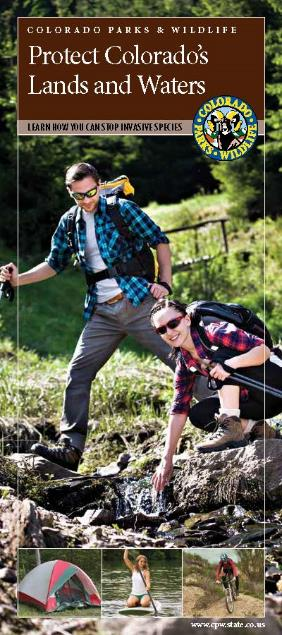 COLORADO PARKS & WILDLIFE
Protect Colorado's
Lands and Waters
LEARN HOW YOU CAN STOP INVASIVE SPECIES
COLORADO
PARKS & WILDLIFE
www.cpw.state.co.us